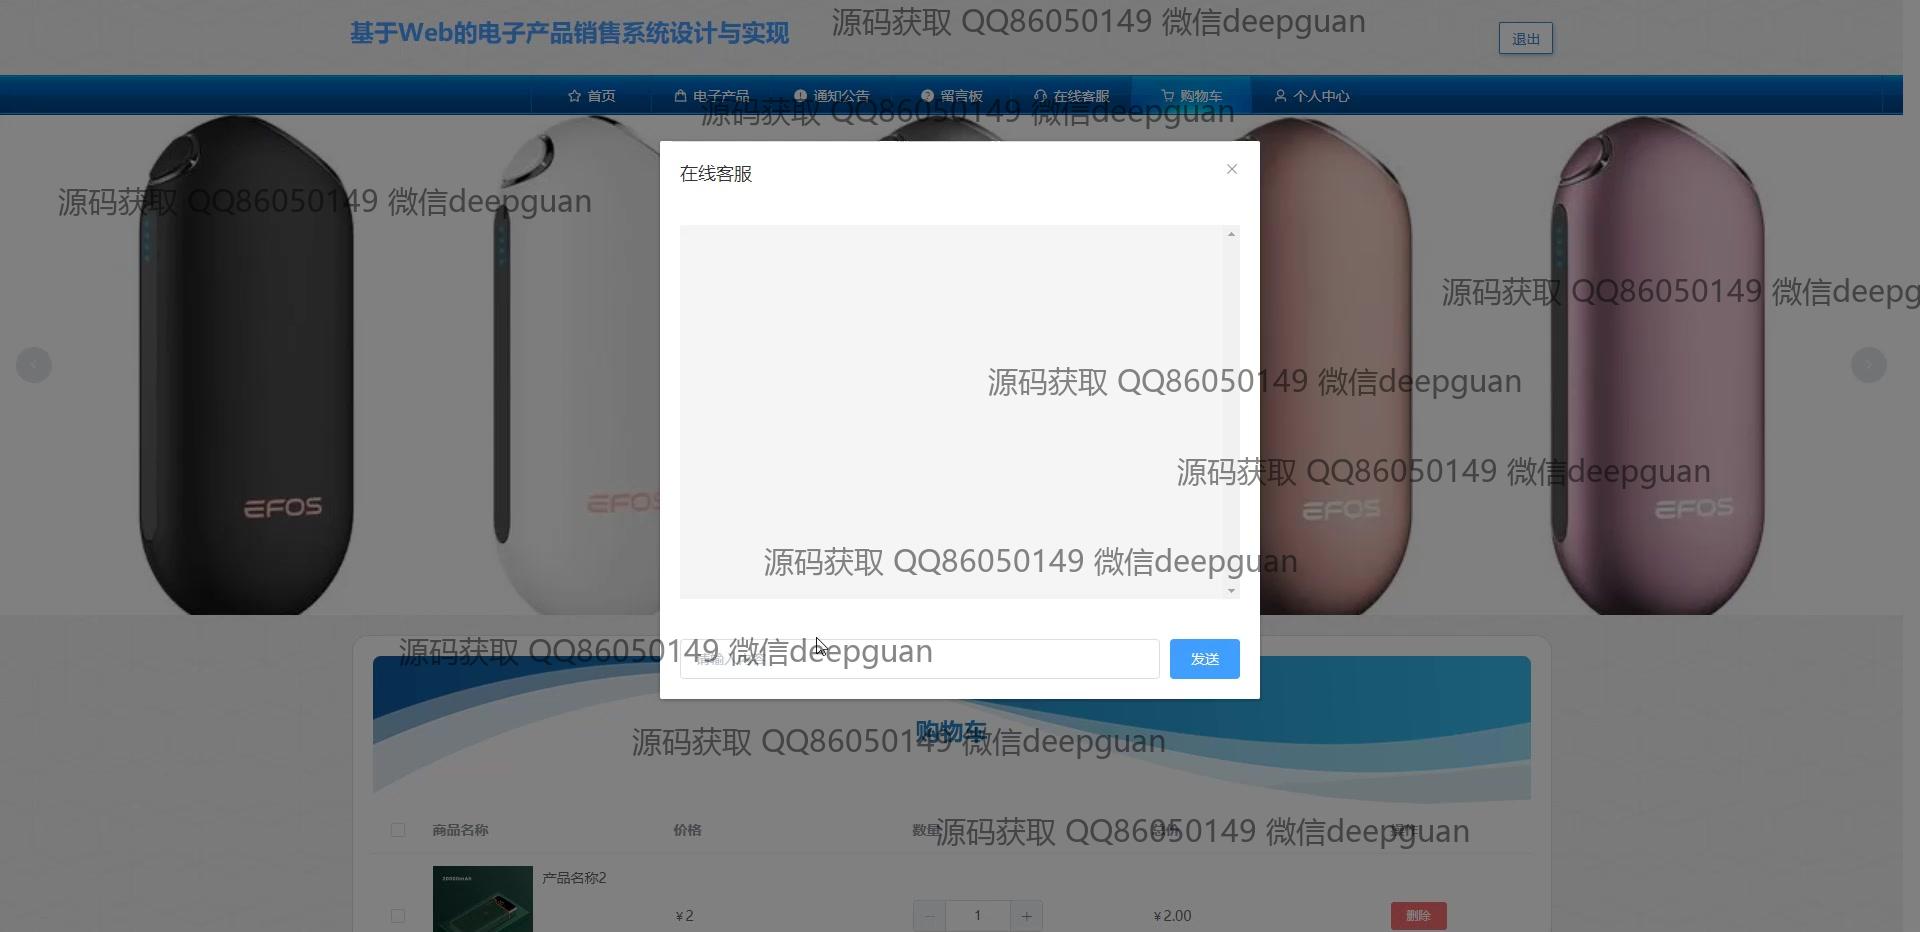 基于Web的电子产品销售系统设计与实现
源码获取 QQ86050149 微信deepguan
退出
首页
电子产品
通知公告
留言板
在线客服
购物车
个人中心
源码获取 QQ86050149 微信deepguan
在线客服
源码获取 QQ86050149 微信deepguan
源码获取 QQ86050149 微信deepg
源码获取 QQ86050149 微信deepguan
源码获取 QQ86050149 微信deepguan
EFOS
EFOS
EFOS
EFOS
源码获取 QQ86050149 微信deepguan
源码获取 QQ86050149 微信deepguan
发送
购物车
源码获取 QQ86050149 微信deepguan
商品名称
价格
数量
总价
操作
源码获取 QQ86050149 微信deepguan
20000mAh
产品名称2
¥2
1
¥2.00
删除